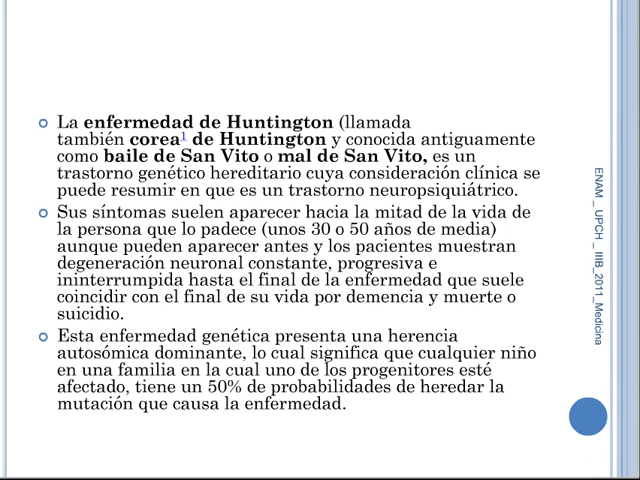 La enfermedad de Huntington (llamada
también corea1 de Huntington y conocida antiguamente
como baile de San Vito o mal de San Vito, es un
trastorno genético hereditario cuya consideración clínica se
puede resumir en que es un trastorno neuropsiquiátrico.
Sus síntomas suelen aparecer hacia la mitad de la vida de
la persona que lo padece (unos 30 o 50 años de media)
aunque pueden aparecer antes y los pacientes muestran
degeneración neuronal constante, progresiva e
ininterrumpida hasta el final de la enfermedad que suele
coincidir con el final de su vida por demencia y muerte o
suicidio.
Esta enfermedad genética presenta una herencia
autosómica dominante, lo cual significa que cualquier niño
en una familia en la cual uno de los progenitores esté
afectado, tiene un 50% de probabilidades de heredar la
mutación que causa la enfermedad.
ENAM _ UPCH _ IIIB_2011_Medicina